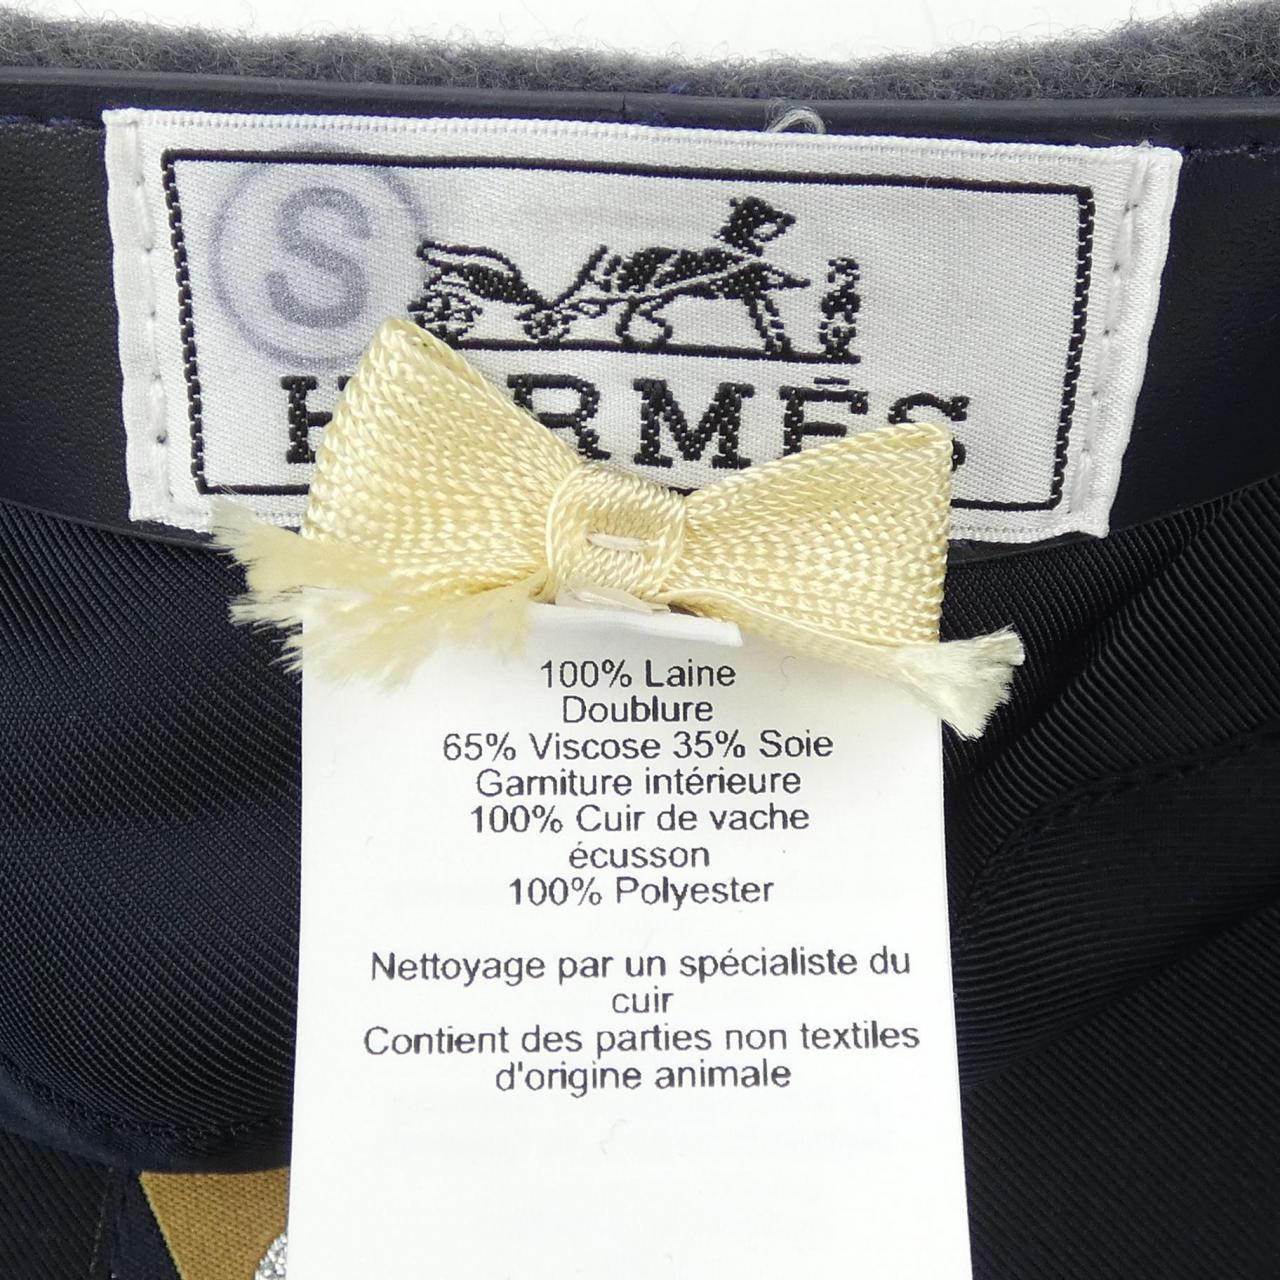 S
HERMÈS
100% Laine
Doublure
65% Viscose 35% Soie
Garniture intérieure
100% Cuir de vache
écusson
100% Polyester
Nettoyage par un spécialiste du
cuir
Contient des parties non textiles
d'origine animale